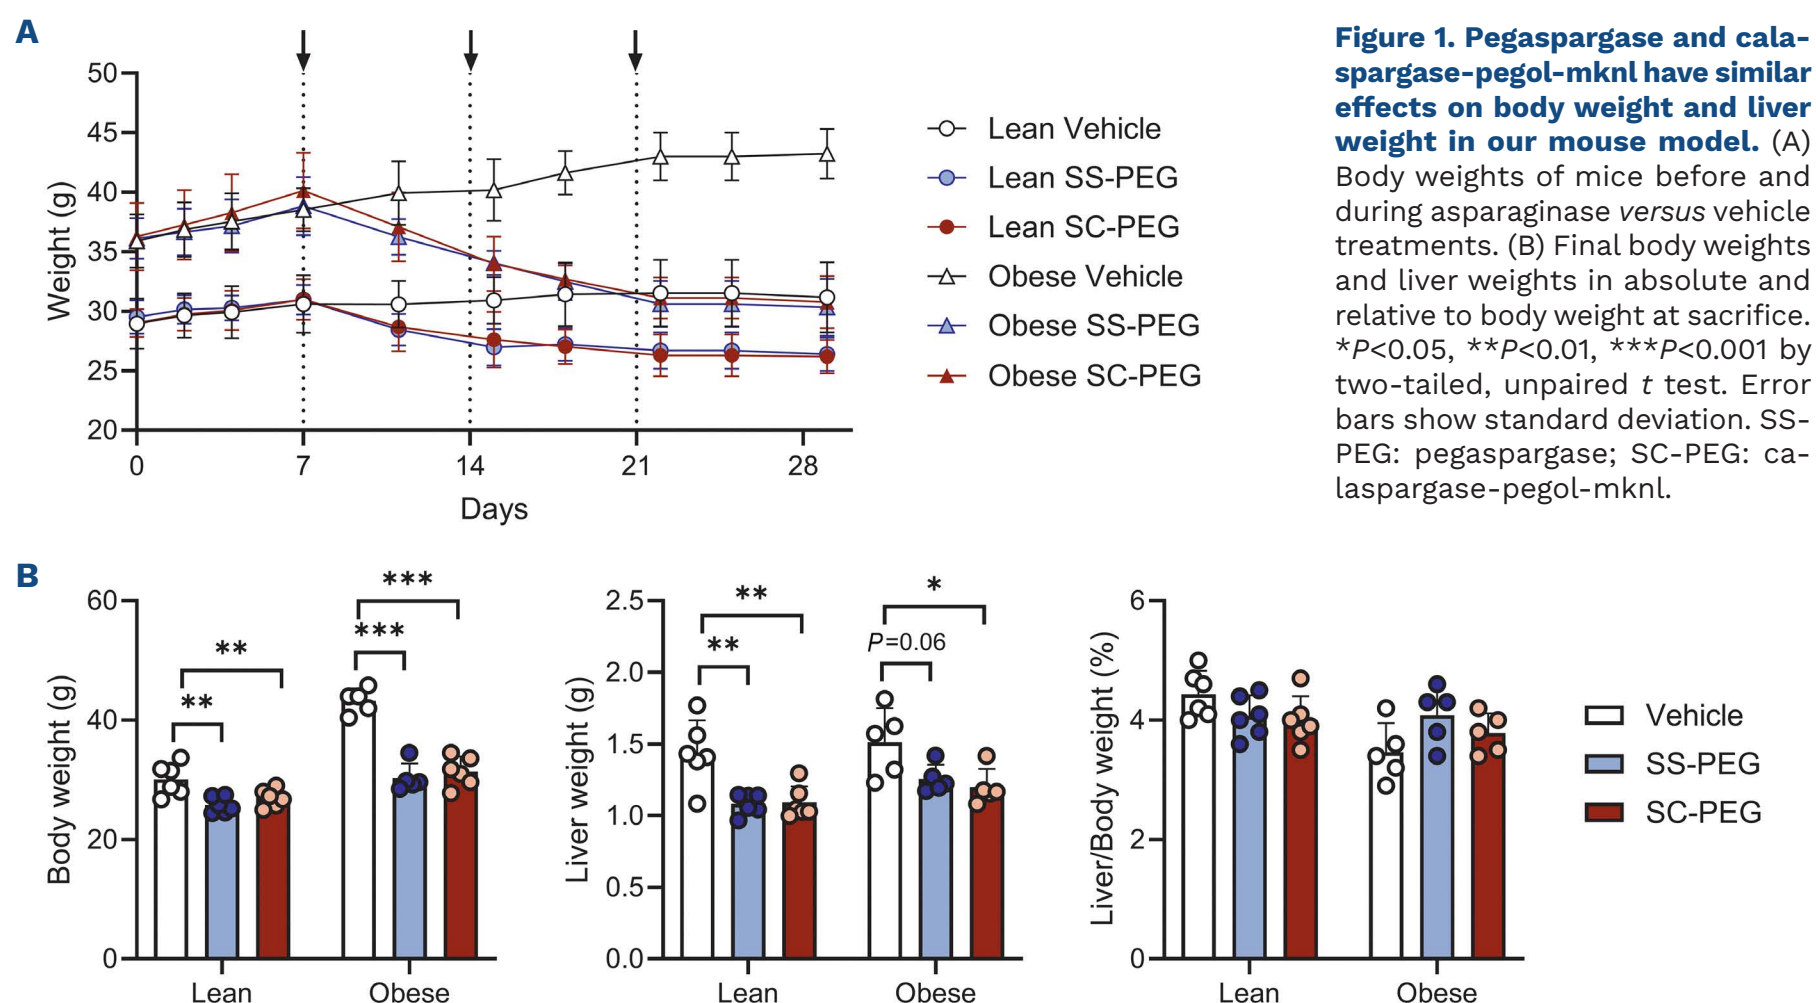 A
50
45
40
35
30
25
20
Weight (g)
0 7 14 21 28
Days
Lean Vehicle
Lean SS-PEG
Lean SC-PEG
Obese Vehicle
Obese SS-PEG
Obese SC-PEG
Figure 1. Pegaspargase and cala-
spargase-pegol-mknl have similar
effects on body weight and liver
weight in our mouse model. (A)
Body weights of mice before and
during asparaginase versus vehicle
treatments. (B) Final body weights
and liver weights in absolute and
relative to body weight at sacrifice.
*P<0.05, **P<0.01, ***P<0.001 by
two-tailed, unpaired t test. Error
bars show standard deviation. SS-
PEG: pegaspargase; SC-PEG: ca-
laspargase-pegol-mknl.
B
60
40
20
0
Body weight (g)
**
**
***
***
Lean Obese
2.5
2.0
1.5
1.0
0.5
0.0
Liver weight (g)
**
**
*
P=0.06
Lean Obese
6
4
2
0
Liver/Body weight (%)
Lean Obese
Vehicle
SS-PEG
SC-PEG